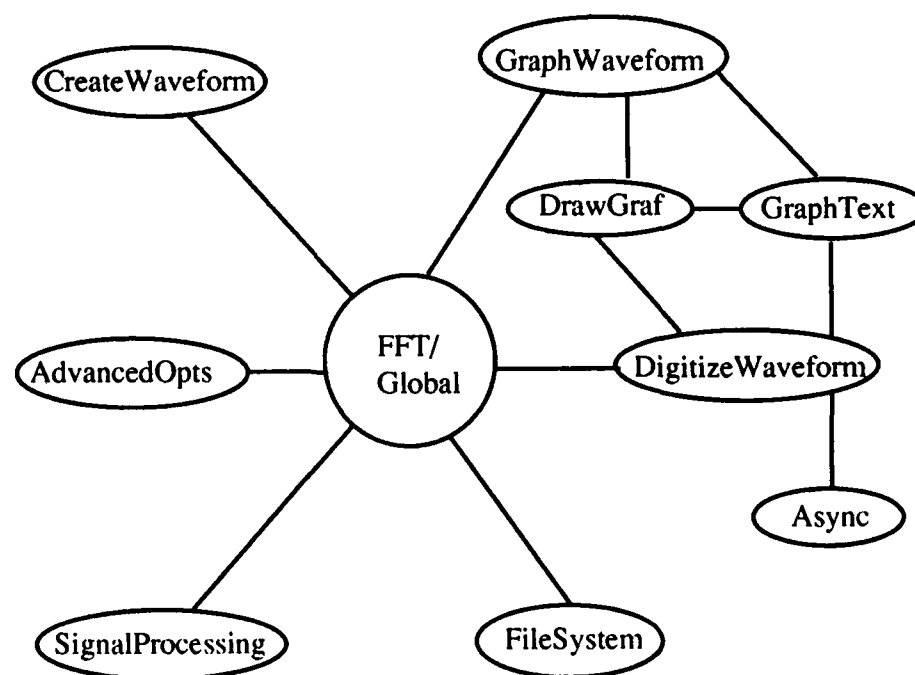 GraphWaveform
CreateWaveform
DrawGraf
GraphText
FFT/
Global
AdvancedOpts
DigitizeWaveform
Async
SignalProcessing
FileSystem